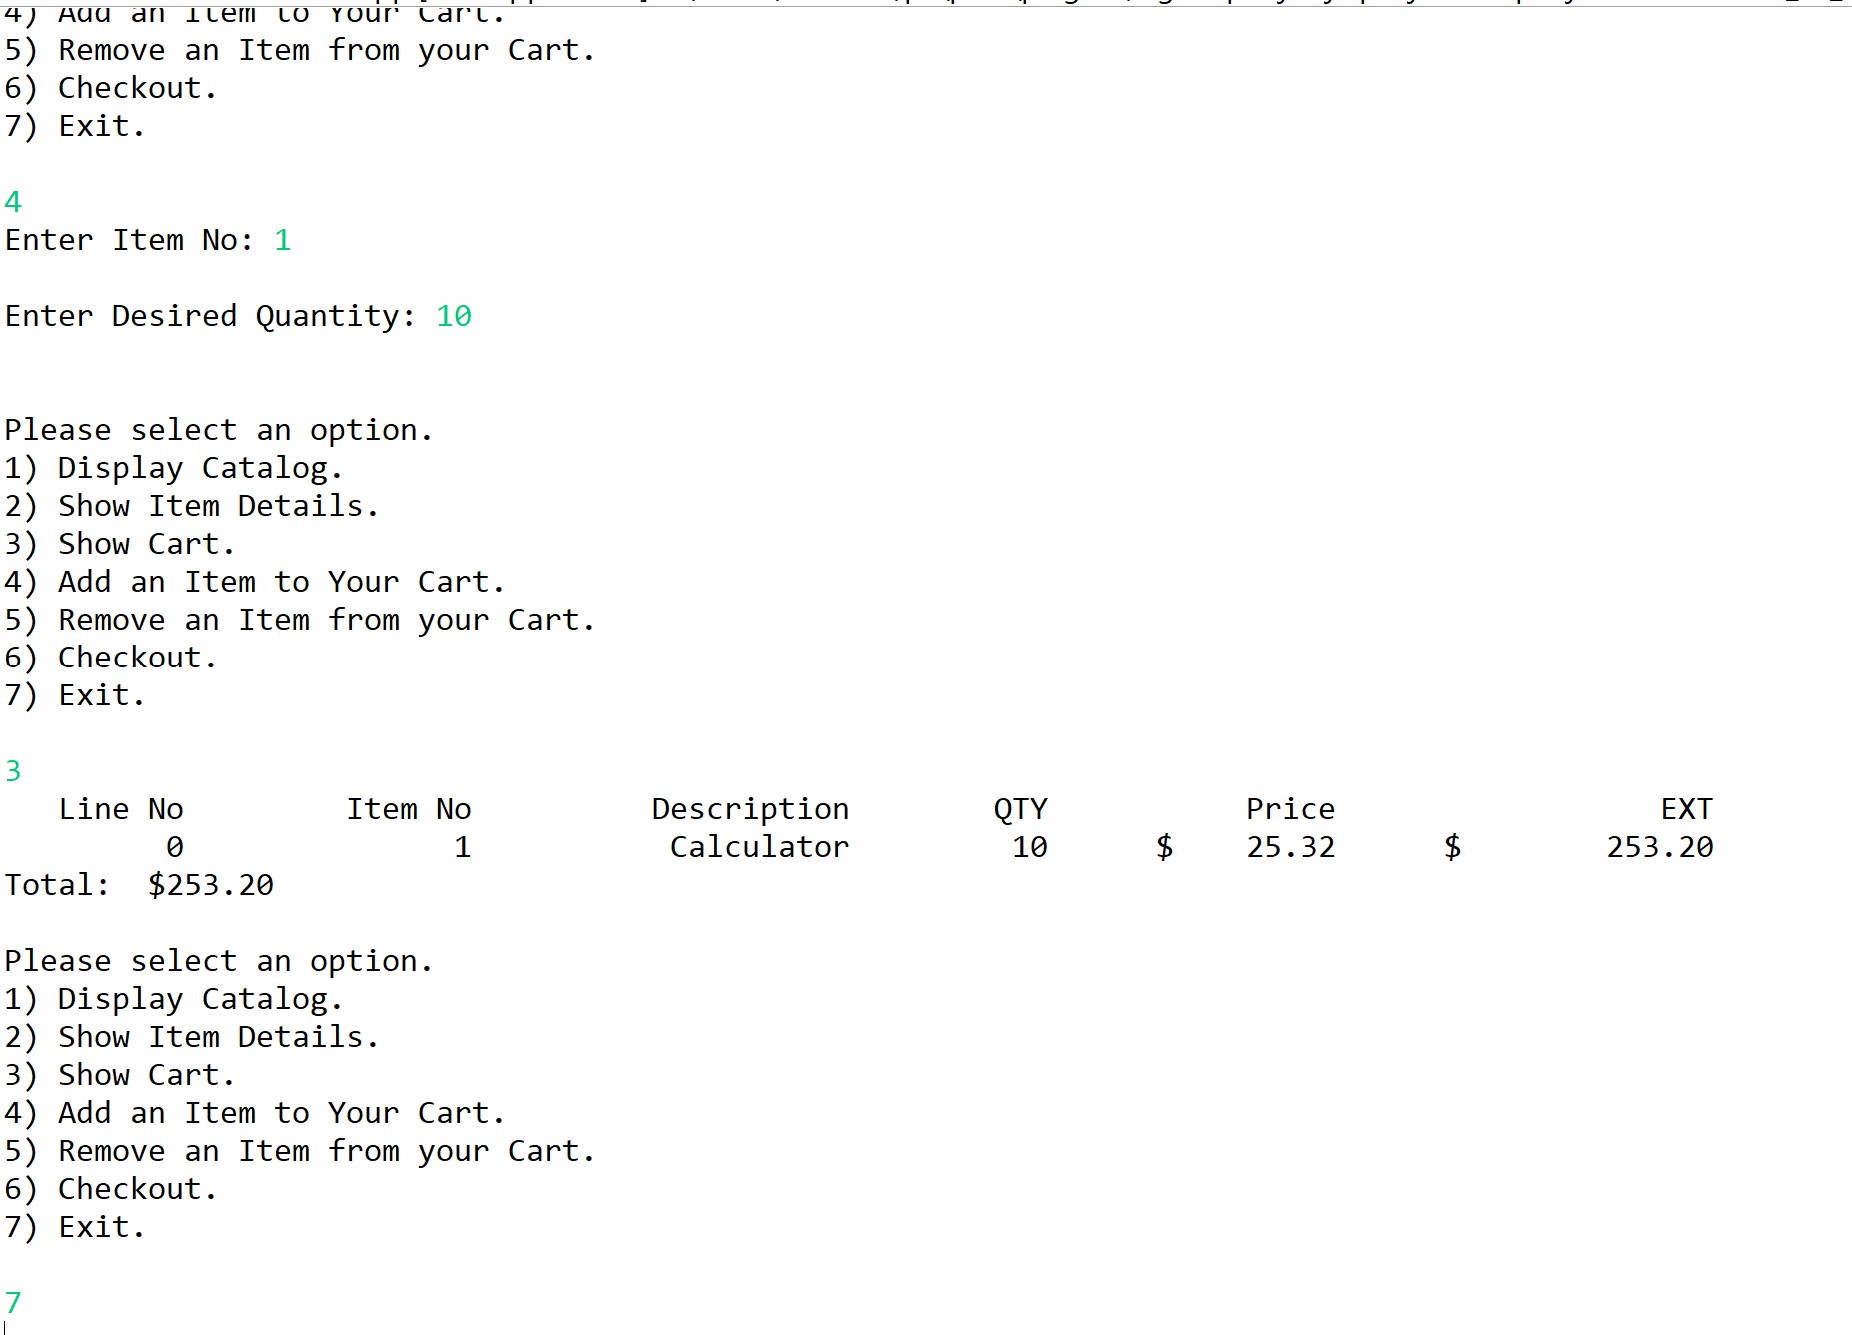 4) Add an Item to Your Cart.
5) Remove an Item from your Cart.
6) Checkout.
7) Exit.
4
Enter Item No: 1
Enter Desired Quantity: 10
Please select an option.
1) Display Catalog.
2) Show Item Details.
3) Show Cart.
4) Add an Item to Your Cart.
5) Remove an Item from your Cart.
6) Checkout.
7) Exit.
3
Line No Item No Description QTY Price EXT
0 1 Calculator 10 $ 25.32 $ 253.20
Total: $253.20
Please select an option.
1) Display Catalog.
2) Show Item Details.
3) Show Cart.
4) Add an Item to Your Cart.
5) Remove an Item from your Cart.
6) Checkout.
7) Exit.
7